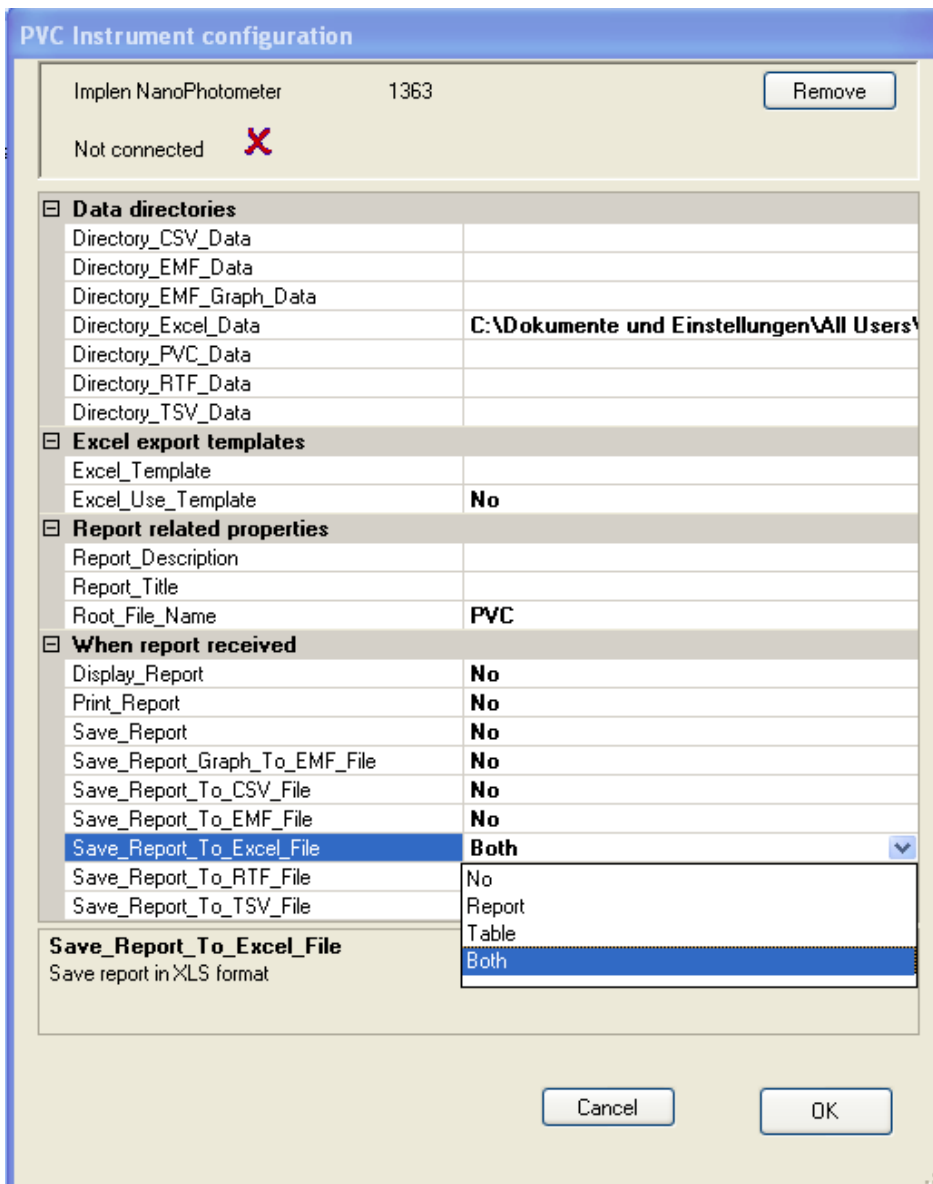 PVC Instrument configuration
Implen NanoPhotometer 1363 Remove
Not connected
Data directories
Directory_CSV_Data
Directory_EMF_Data
Directory_EMF_Graph_Data
Directory_Excel_Data C:\Dokumente und Einstellungen\All Users\
Directory_PVC_Data
Directory_RTF_Data
Directory_TSV_Data
Excel export templates
Excel_Template
Excel_Use_Template No
Report related properties
Report_Description
Report_Title
Root_File_Name PVC
When report received
Display_Report No
Print_Report No
Save_Report No
Save_Report_Graph_To_EMF_File No
Save_Report_To_CSV_File No
Save_Report_To_EMF_File No
Save_Report_To_Excel_File Both
Save_Report_To_RTF_File No
Save_Report_To_TSV_File Report
Table
Save_Report_To_Excel_File Both
Save report in XLS format
Cancel OK